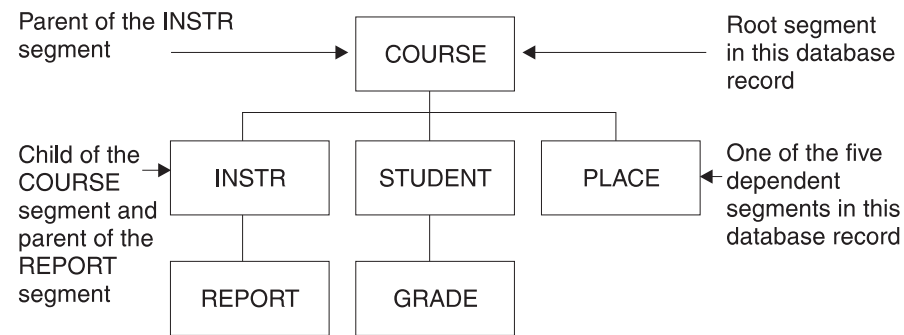 Parent of the INSTR
segment
COURSE
Root segment
in this database
record
Child of the
COURSE
segment and
parent of the
REPORT
segment
INSTR
STUDENT
PLACE
One of the five
dependent
segments in this
database record
REPORT
GRADE